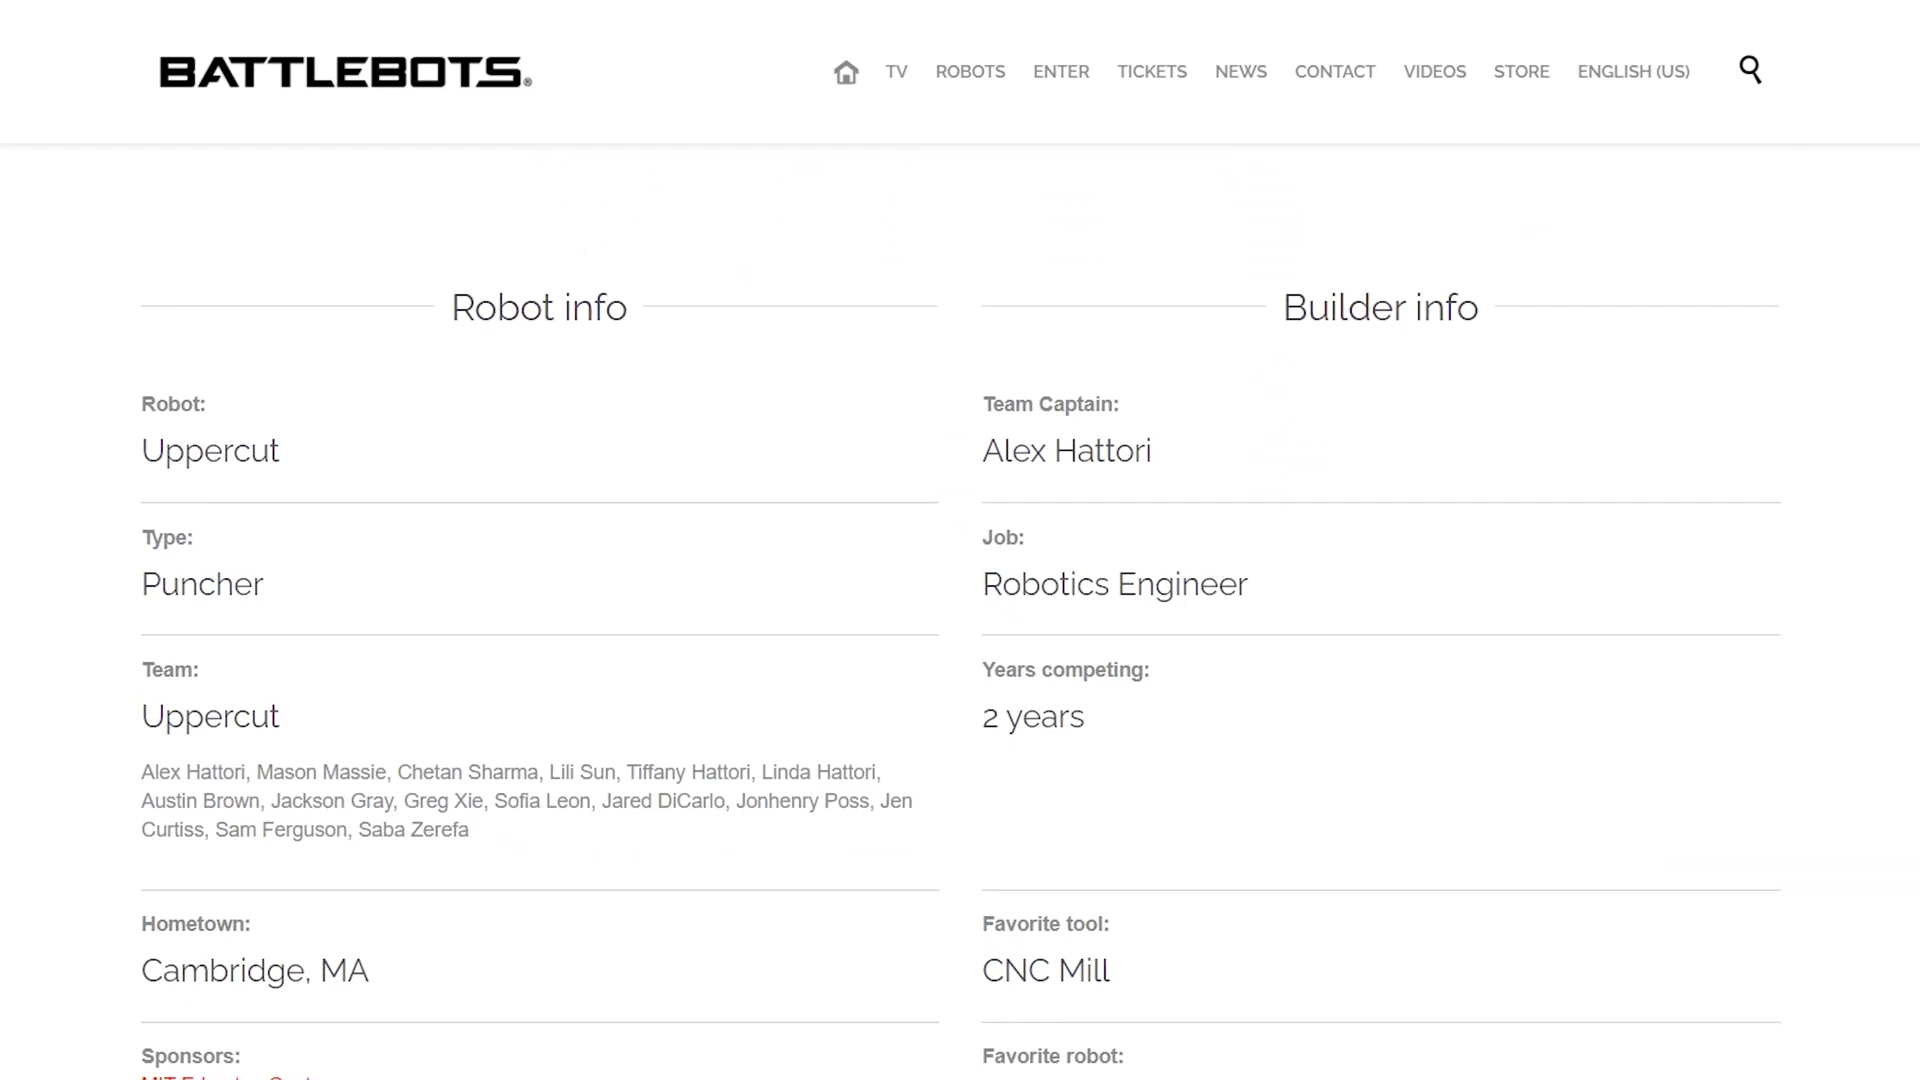 BATTLEBOTS®
TV ROBOTS ENTER TICKETS NEWS CONTACT VIDEOS STORE ENGLISH (US)
Robot info
Robot:
Uppercut
Type:
Puncher
Team:
Uppercut
Alex Hattori, Mason Massie, Chetan Sharma, Lili Sun, Tiffany Hattori, Linda Hattori,
Austin Brown, Jackson Gray, Greg Xie, Sofia Leon, Jared DiCarlo, Jonhenry Poss, Jen
Curtiss, Sam Ferguson, Saba Zerefa
Hometown:
Cambridge, MA
Sponsors:
MIT
Builder info
Team Captain:
Alex Hattori
Job:
Robotics Engineer
Years competing:
2 years
Favorite tool:
CNC Mill
Favorite robot: